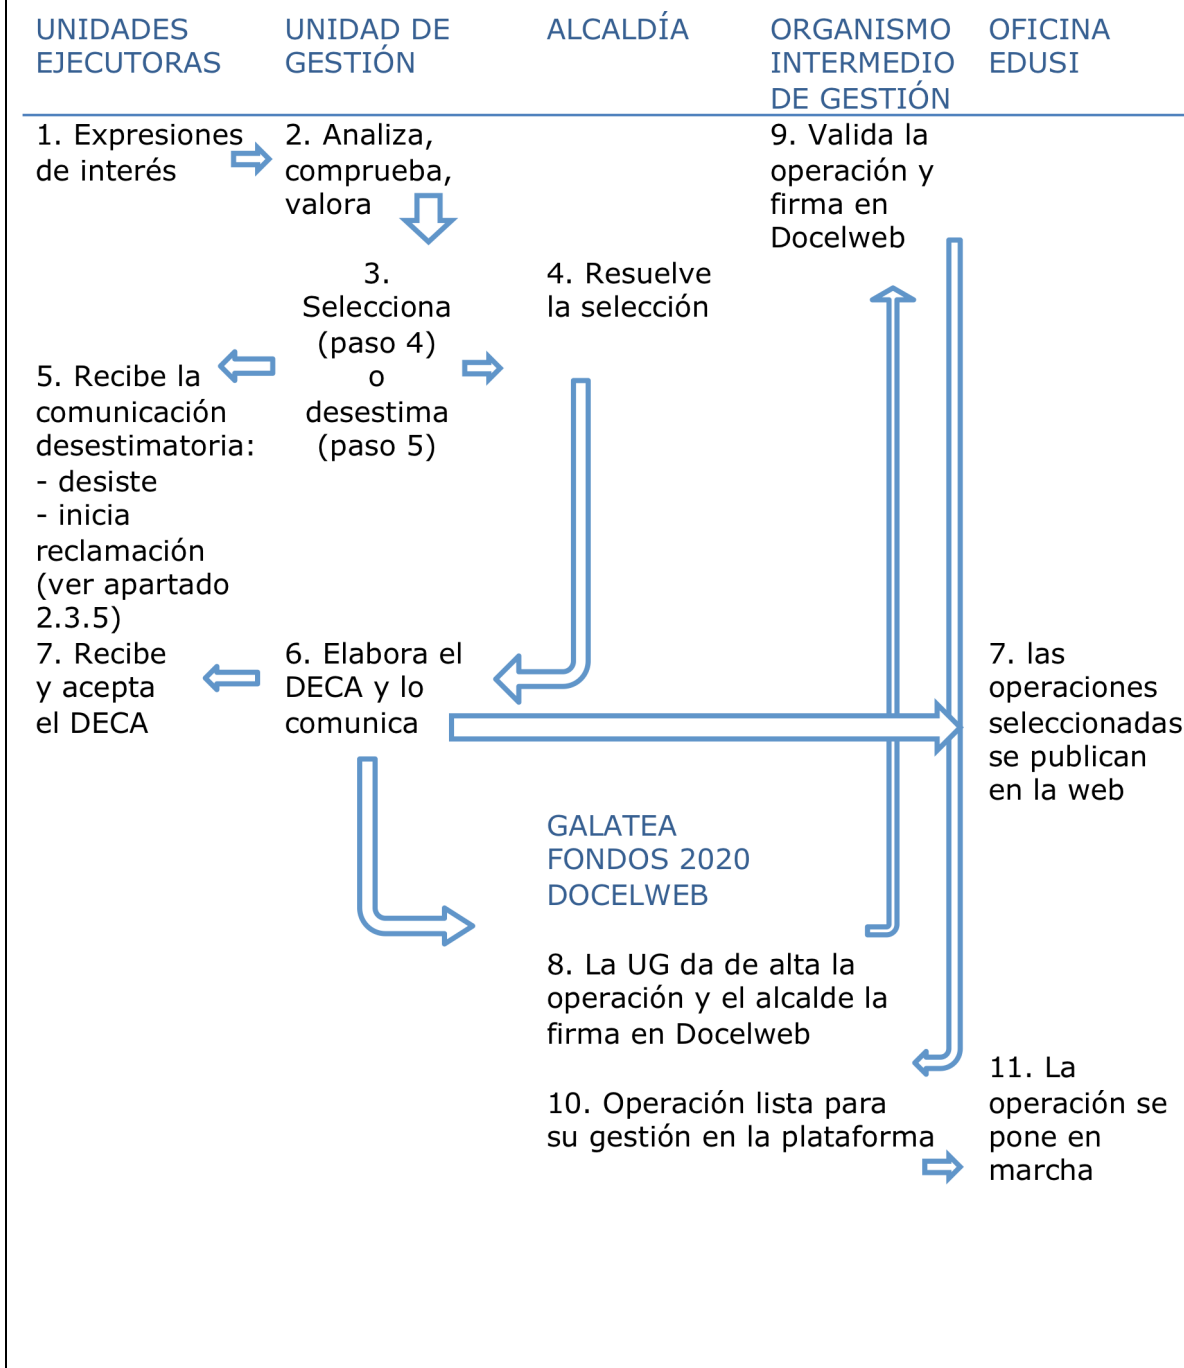 UNIDADES
EJECUTORAS
UNIDAD DE
GESTIÓN
ALCALDÍA
ORGANISMO
INTERMEDIO
DE GESTIÓN
OFICINA
EDUSI
1. Expresiones
de interés
2. Analiza,
comprueba,
valora
9. Valida la
operación y
firma en
Docelweb
3.
Selecciona
(paso 4)
o
desestima
(paso 5)
4. Resuelve
la selección
5. Recibe la
comunicación
desestimatoria:
- desiste
- inicia
reclamación
(ver apartado
2.3.5)
7. Recibe
y acepta
el DECA
6. Elabora el
DECA y lo
comunica
7. las
operaciones
seleccionadas
se publican
en la web
GALATEA
FONDOS 2020
DOCELWEB
8. La UG da de alta la
operación y el alcalde la
firma en Docelweb
10. Operación lista para
su gestión en la plataforma
11. La
operación se
pone en
marcha